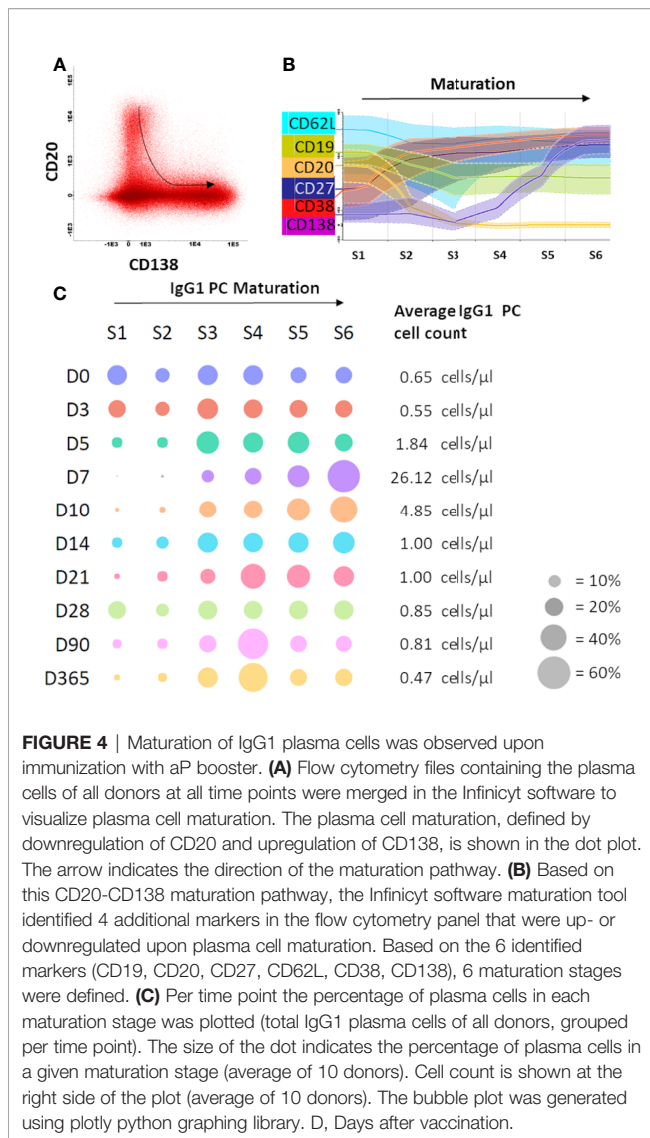 A
CD20
1E5
1E4
1E3
0
-1E3
-1E3 0 1E3 1E4 1E5
CD138
B
Maturation
CD62L
CD19
CD20
CD27
CD38
CD138
S1 S2 S3 S4 S5 S6
C
IgG1 PC Maturation
Average IgG1 PC
cell count
S1 S2 S3 S4 S5 S6
D0 0.65 cells/µl
D3 0.55 cells/µl
D5 1.84 cells/µl
D7 26.12 cells/µl
D10 4.85 cells/µl
D14 1.00 cells/µl
D21 1.00 cells/µl
D28 0.85 cells/µl
D90 0.81 cells/µl
D365 0.47 cells/µl
= 10%
= 20%
= 40%
= 60%
FIGURE 4 | Maturation of IgG1 plasma cells was observed upon
immunization with aP booster. (A) Flow cytometry files containing the plasma
cells of all donors at all time points were merged in the Infinicyt software to
visualize plasma cell maturation. The plasma cell maturation, defined by
downregulation of CD20 and upregulation of CD138, is shown in the dot plot.
The arrow indicates the direction of the maturation pathway. (B) Based on
this CD20-CD138 maturation pathway, the Infinicyt software maturation tool
identified 4 additional markers in the flow cytometry panel that were up- or
downregulated upon plasma cell maturation. Based on the 6 identified
markers (CD19, CD20, CD27, CD62L, CD38, CD138), 6 maturation stages
were defined. (C) Per time point the percentage of plasma cells in each
maturation stage was plotted (total IgG1 plasma cells of all donors, grouped
per time point). The size of the dot indicates the percentage of plasma cells in
a given maturation stage (average of 10 donors). Cell count is shown at the
right side of the plot (average of 10 donors). The bubble plot was generated
using plotly python graphing library. D, Days after vaccination.